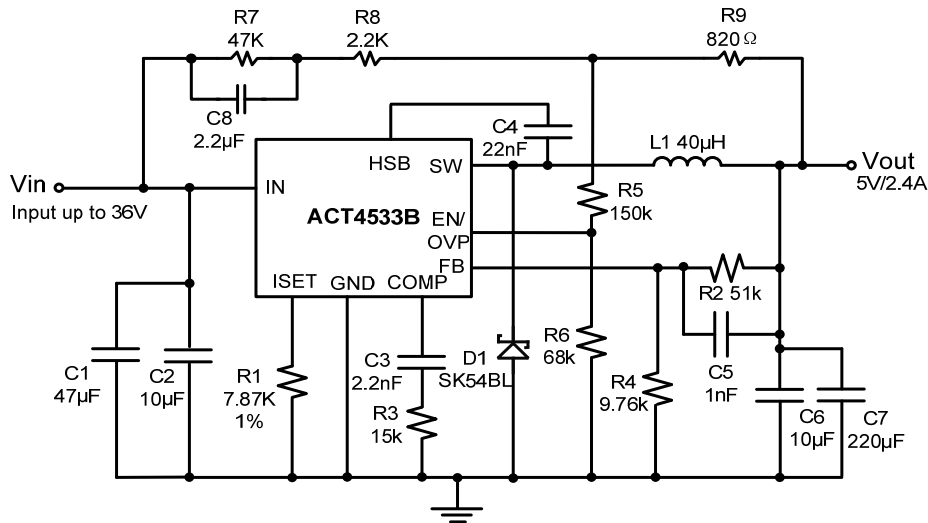 R7
47K
R8
2.2K
R9
820 Ω
C8
2.2µF
C4
22nF
L1 40µH
HSB
SW
Vin
Input up to 36V
IN
ACT4533B
EN/
OVP
FB
ISET
GND
COMP
R5
150k
Vout
5V/2.4A
R2 51k
C1
47µF
C2
10µF
R1
7.87K
1%
C3
2.2nF
R3
15k
D1
SK54BL
R6
68k
R4
9.76k
C5
1nF
C6
10µF
C7
220µF